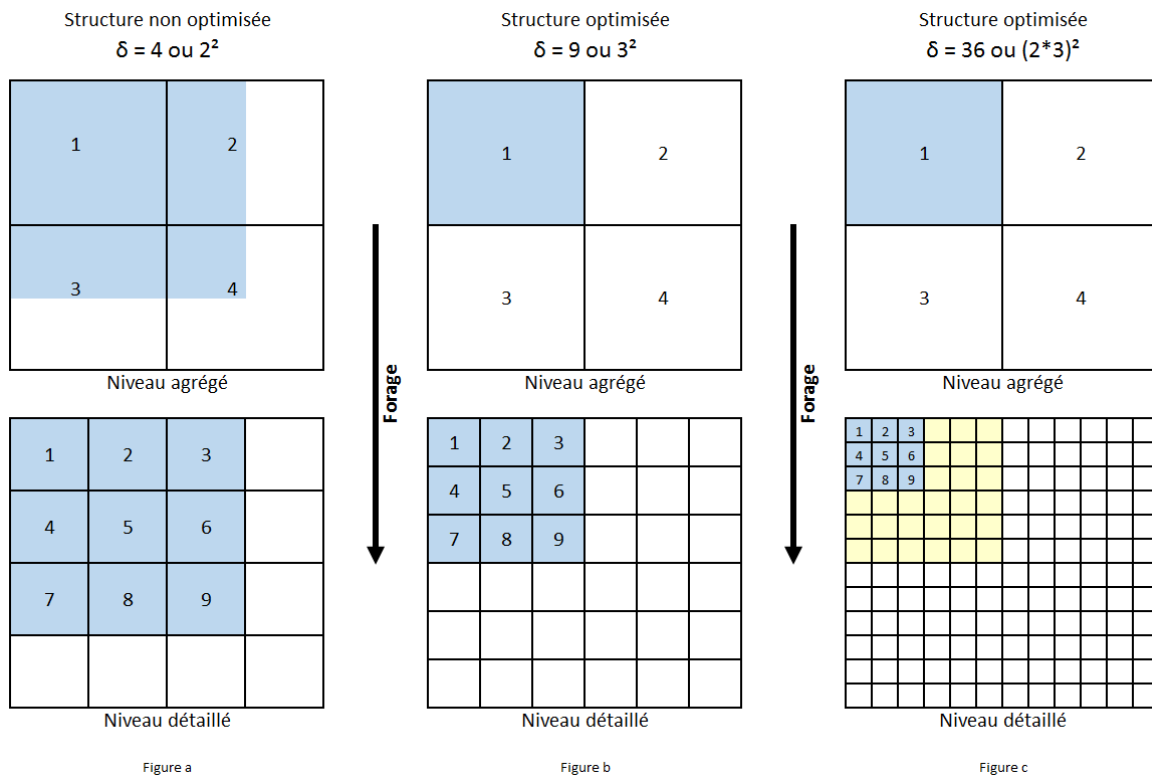 Structure non optimisée
δ = 4 ou 2²
1 2
3 4
Niveau agrégé
1 2 3
4 5 6
7 8 9
Niveau détaillé
Figure a
Forage
Structure optimisée
δ = 9 ou 3²
1 2
3 4
Niveau agrégé
1 2 3
4 5 6
7 8 9
Niveau détaillé
Figure b
Forage
Structure optimisée
δ = 36 ou (2*3)²
1 2
3 4
Niveau agrégé
1 2 3
4 5 6
7 8 9
Niveau détaillé
Figure c